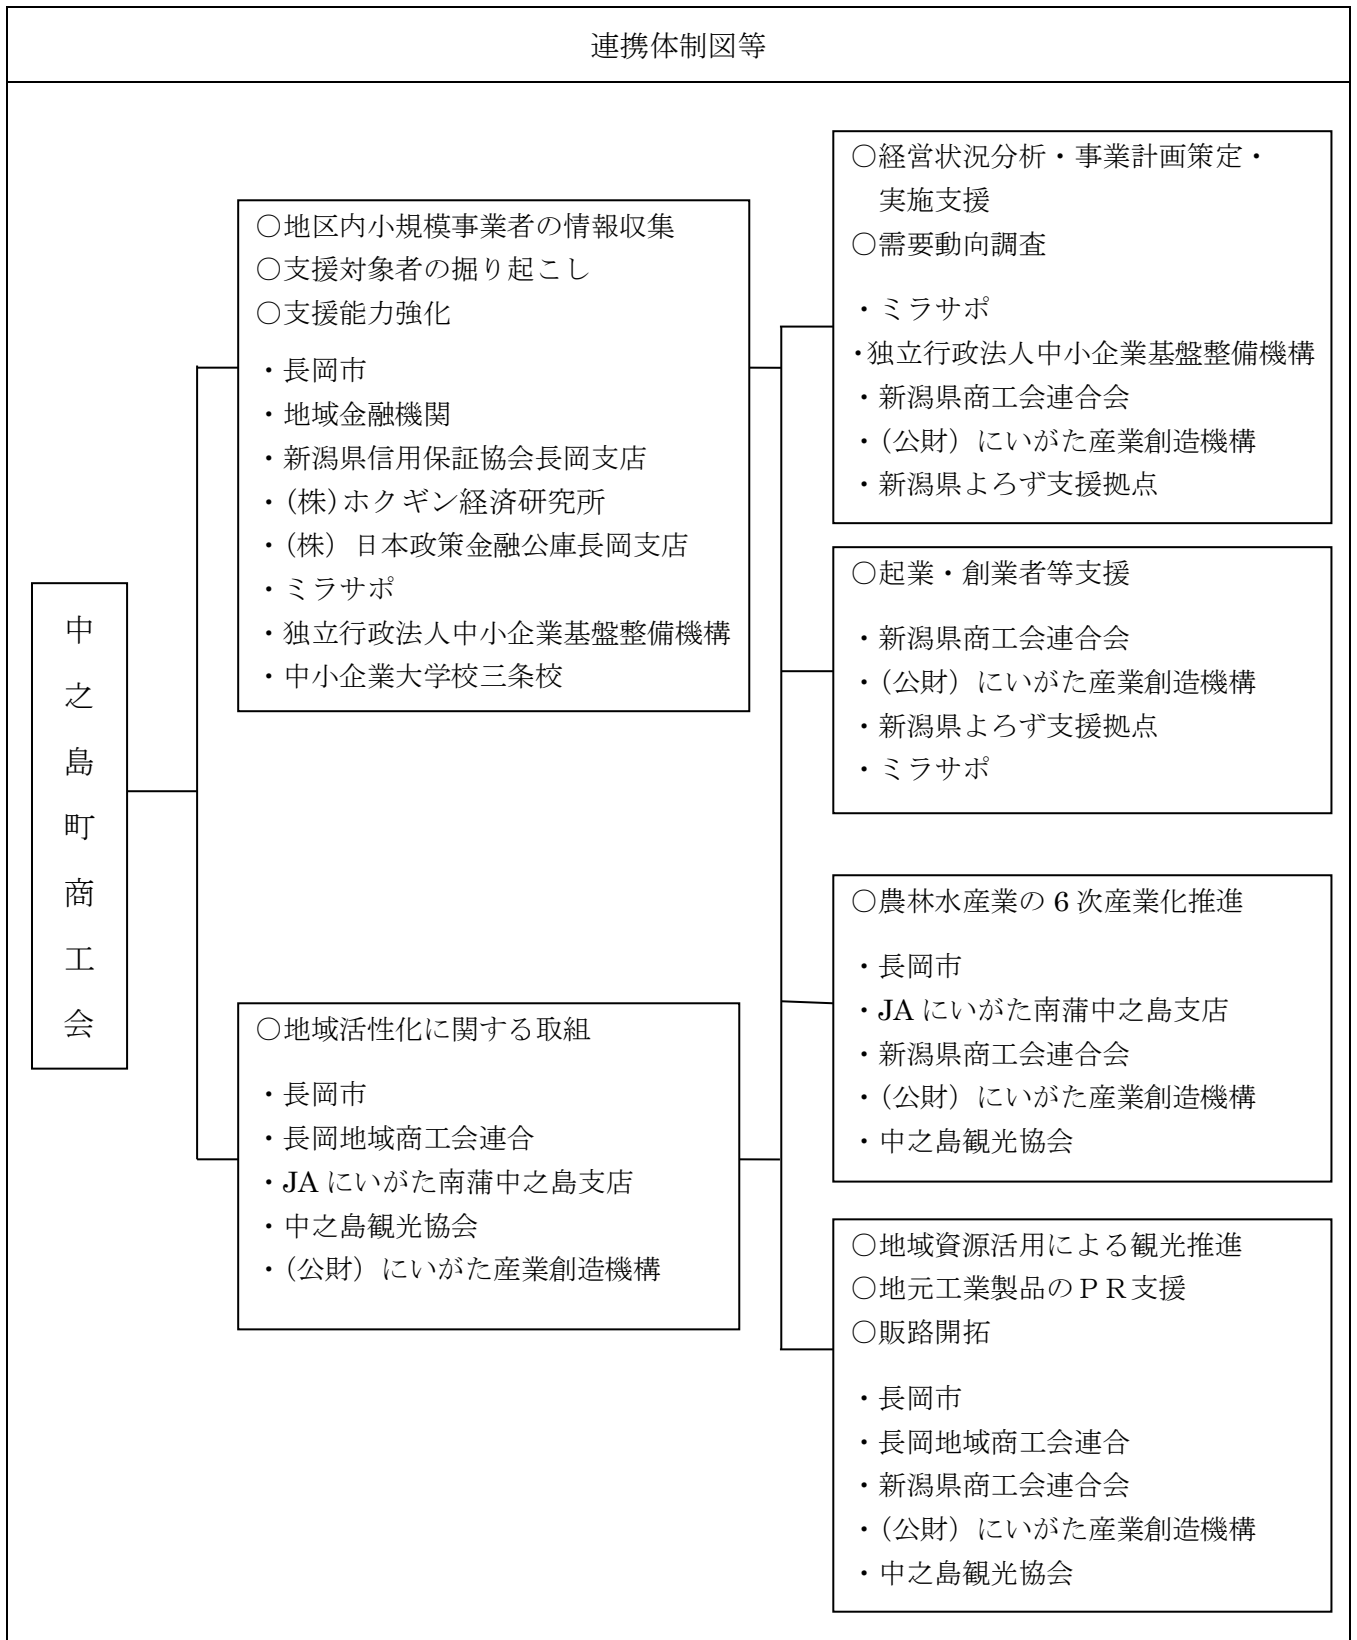 連携体制図等
中之島町商工会
○地区内小規模事業者の情報収集
○支援対象者の掘り起こし
○支援能力強化
・長岡市
・地域金融機関
・新潟県信用保証協会長岡支店
・(株)ホクギン経済研究所
・(株）日本政策金融公庫長岡支店
・ミラサポ
・独立行政法人中小企業基盤整備機構
・中小企業大学校三条校
○地域活性化に関する取組
・長岡市
・長岡地域商工会連合
・JAにいがた南蒲中之島支店
・中之島観光協会
・(公財）にいがた産業創造機構
○経営状況分析・事業計画策定・
実施支援
○需要動向調査
・ミラサポ
・独立行政法人中小企業基盤整備機構
・新潟県商工会連合会
・(公財）にいがた産業創造機構
・新潟県よろず支援拠点
○起業・創業者等支援
・新潟県商工会連合会
・(公財）にいがた産業創造機構
・新潟県よろず支援拠点
・ミラサポ
○農林水産業の6次産業化推進
・長岡市
・JAにいがた南蒲中之島支店
・新潟県商工会連合会
・(公財）にいがた産業創造機構
・中之島観光協会
○地域資源活用による観光推進
○地元工業製品のＰＲ支援
○販路開拓
・長岡市
・長岡地域商工会連合
・新潟県商工会連合会
・(公財）にいがた産業創造機構
・中之島観光協会